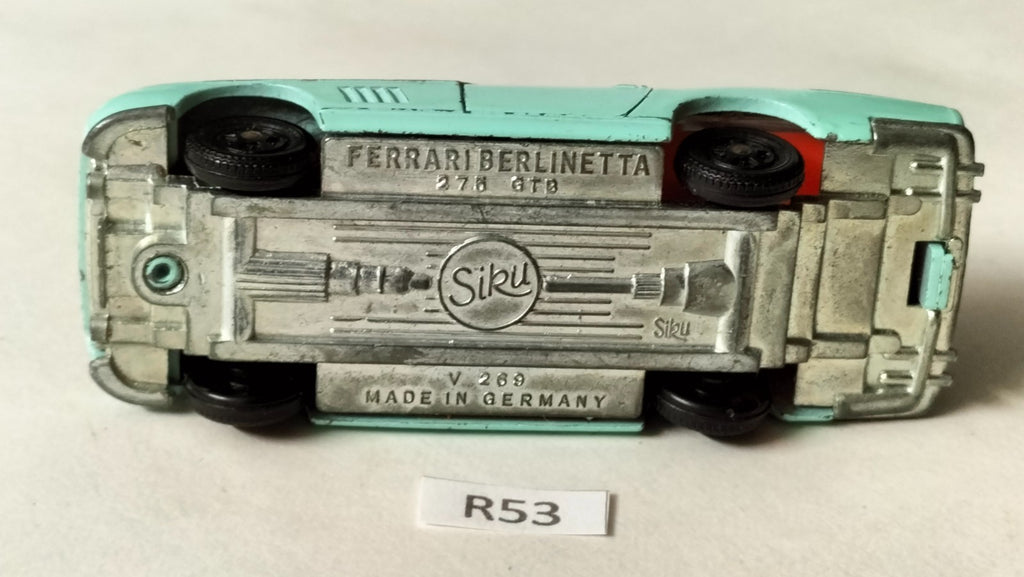 FERRARI BERLINETTA
275 GTB
Siku
Siku
V 269
MADE IN GERMANY
R53